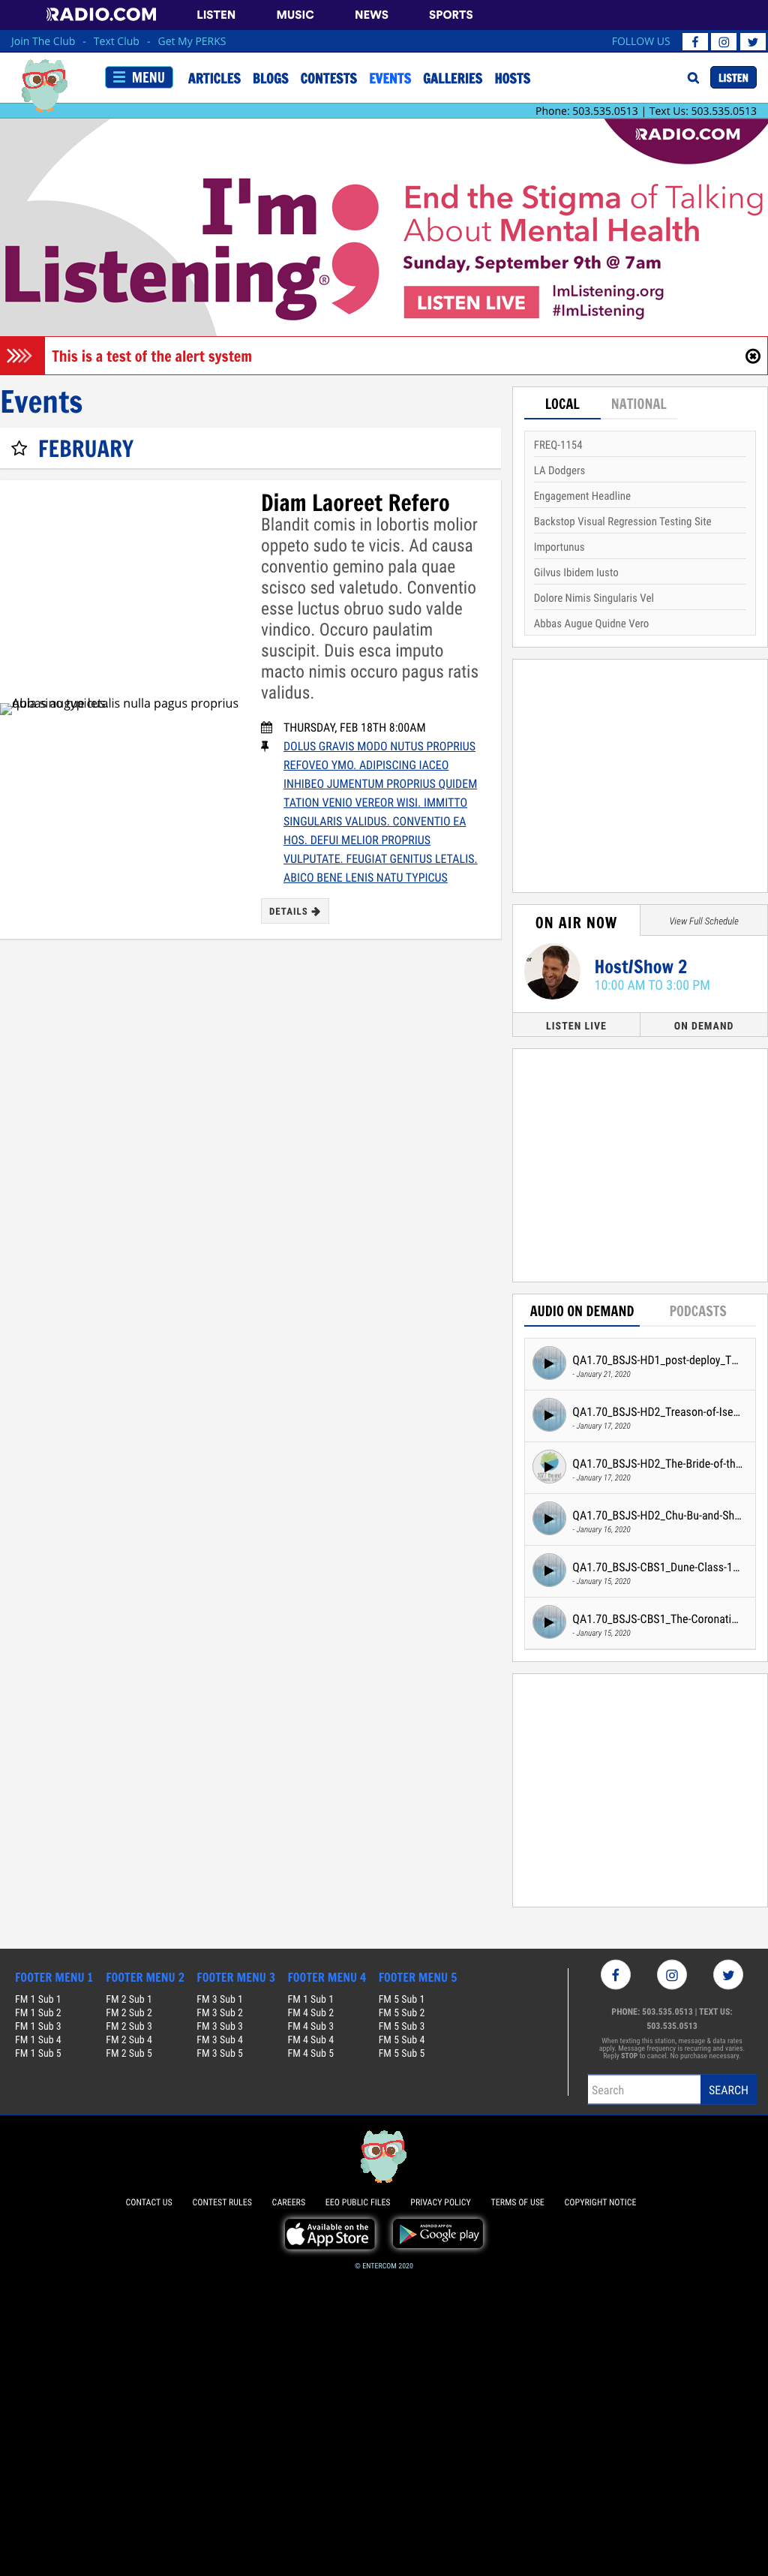 RADIO.COM LISTEN MUSIC NEWS SPORTS
Join The Club - Text Club - Get My PERKS FOLLOW US
MENU ARTICLES BLOGS CONTESTS EVENTS GALLERIES HOSTS LISTEN
Phone: 503.535.0513 | Text Us: 503.535.0513
RADIO.COM
I'm
Listening®
End the Stigma of Talking
About Mental Health
Sunday, September 9th @ 7am
LISTEN LIVE
ImListening.org
#ImListening
This is a test of the alert system
Events
FEBRUARY
Diam Laoreet Refero
Blandit comis in lobortis molior
oppeto sudo te vicis. Ad causa
conventio gemino pala quae
scisco sed valetudo. Conventio
esse luctus obruo sudo valde
vindico. Occuro paulatim
suscipit. Duis esca imputo
macto nimis occuro pagus ratis
validus.
letalis nulla pagus proprius
THURSDAY, FEB 18TH 8:00AM
DOLUS GRAVIS MODO NUTUS PROPRIUS
REFOVEO YMO. ADIPISCING IACEO
INHIBEO JUMENTUM PROPRIUS QUIDEM
TATION VENIO VEREOR WISI. IMMITTO
SINGULARIS VALIDUS. CONVENTIO EA
HOS. DEFUI MELIOR PROPRIUS
VULPUTATE. FEUGIAT GENITUS LETALIS.
ABICO BENE LENIS NATU TYPICUS
DETAILS
LOCAL NATIONAL
FREQ-1154
LA Dodgers
Engagement Headline
Backstop Visual Regression Testing Site
Importunus
Gilvus Ibidem Iusto
Dolore Nimis Singularis Vel
Abbas Augue Quidne Vero
ON AIR NOW View Full Schedule
Host/Show 2
10:00 AM TO 3:00 PM
LISTEN LIVE ON DEMAND
AUDIO ON DEMAND PODCASTS
QA1.70_BSJS-HD1_post-deploy_T...
- January 21, 2020
QA1.70_BSJS-HD2_Treason-of-Ise...
- January 17, 2020
QA1.70_BSJS-HD2_The-Bride-of-th...
- January 17, 2020
QA1.70_BSJS-HD2_Chu-Bu-and-Sh...
- January 16, 2020
QA1.70_BSJS-CBS1_Dune-Class-1...
- January 15, 2020
QA1.70_BSJS-CBS1_The-Coronati...
- January 15, 2020
FOOTER MENU 1 FOOTER MENU 2 FOOTER MENU 3 FOOTER MENU 4 FOOTER MENU 5
FM 1 Sub 1 FM 2 Sub 1 FM 3 Sub 1 FM 1 Sub 1 FM 5 Sub 1
FM 1 Sub 2 FM 2 Sub 2 FM 3 Sub 2 FM 4 Sub 2 FM 5 Sub 2
FM 1 Sub 3 FM 2 Sub 3 FM 3 Sub 3 FM 4 Sub 3 FM 5 Sub 3
FM 1 Sub 4 FM 2 Sub 4 FM 3 Sub 4 FM 4 Sub 4 FM 5 Sub 4
FM 1 Sub 5 FM 2 Sub 5 FM 3 Sub 5 FM 4 Sub 5 FM 5 Sub 5
PHONE: 503.535.0513 | TEXT US:
503.535.0513
When texting this station, message & data rates
apply. Message frequency is recurring and varies.
Reply STOP to cancel. No purchase necessary.
Search SEARCH
CONTACT US CONTEST RULES CAREERS EEO PUBLIC FILES PRIVACY POLICY TERMS OF USE COPYRIGHT NOTICE
Available on the
App Store
ANDROID APP ON
Google play
© ENTERCOM 2020